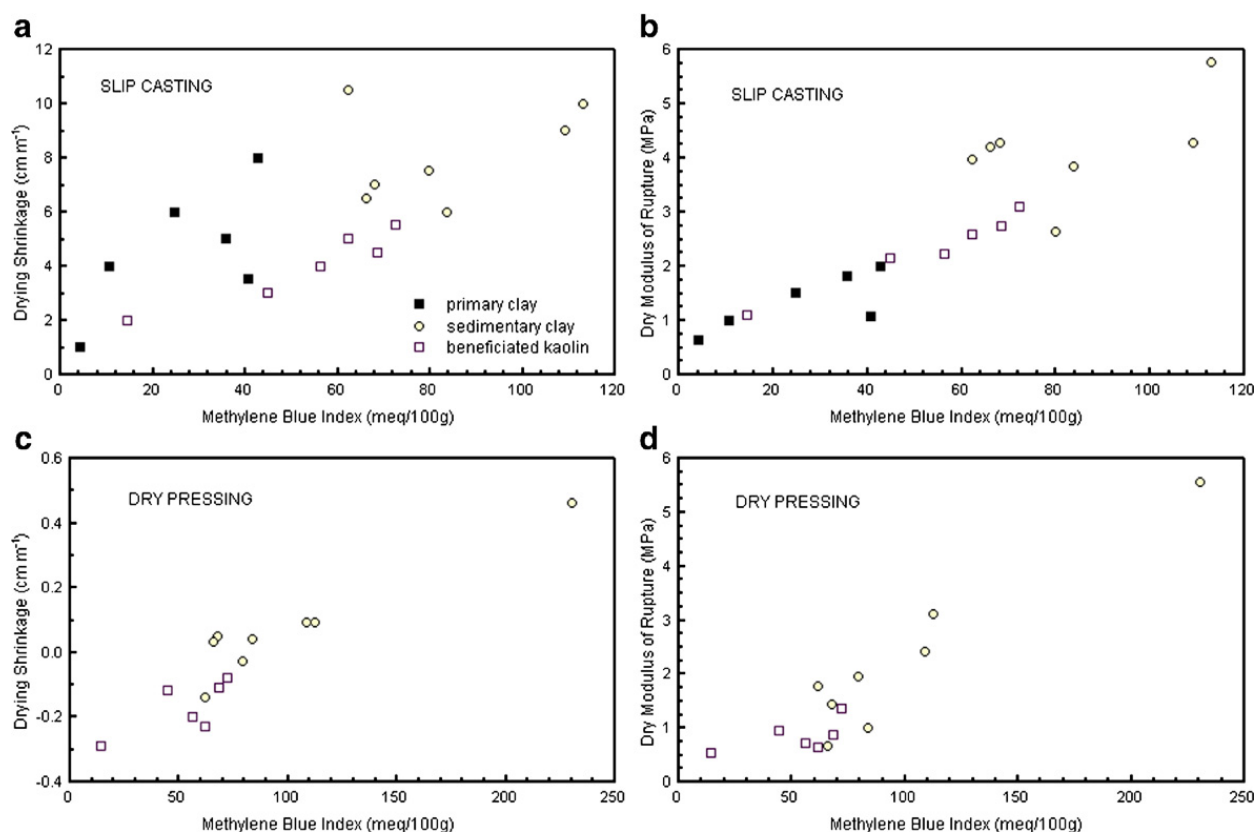 a
12
10
8
6
4
2
0
Drying Shrinkage (cm m⁻¹)
SLIP CASTING
primary clay
sedimentary clay
beneficiated kaolin
0 20 40 60 80 100 120
Methylene Blue Index (meq/100g)
b
6
5
4
3
2
1
0
Dry Modulus of Rupture (MPa)
SLIP CASTING
0 20 40 60 80 100 120
Methylene Blue Index (meq/100g)
c
0.6
0.4
0.2
0.0
-0.2
-0.4
Drying Shrinkage (cm m⁻¹)
DRY PRESSING
0 50 100 150 200 250
Methylene Blue Index (meq/100g)
d
6
5
4
3
2
1
0
Dry Modulus of Rupture (MPa)
DRY PRESSING
0 50 100 150 200 250
Methylene Blue Index (meq/100g)